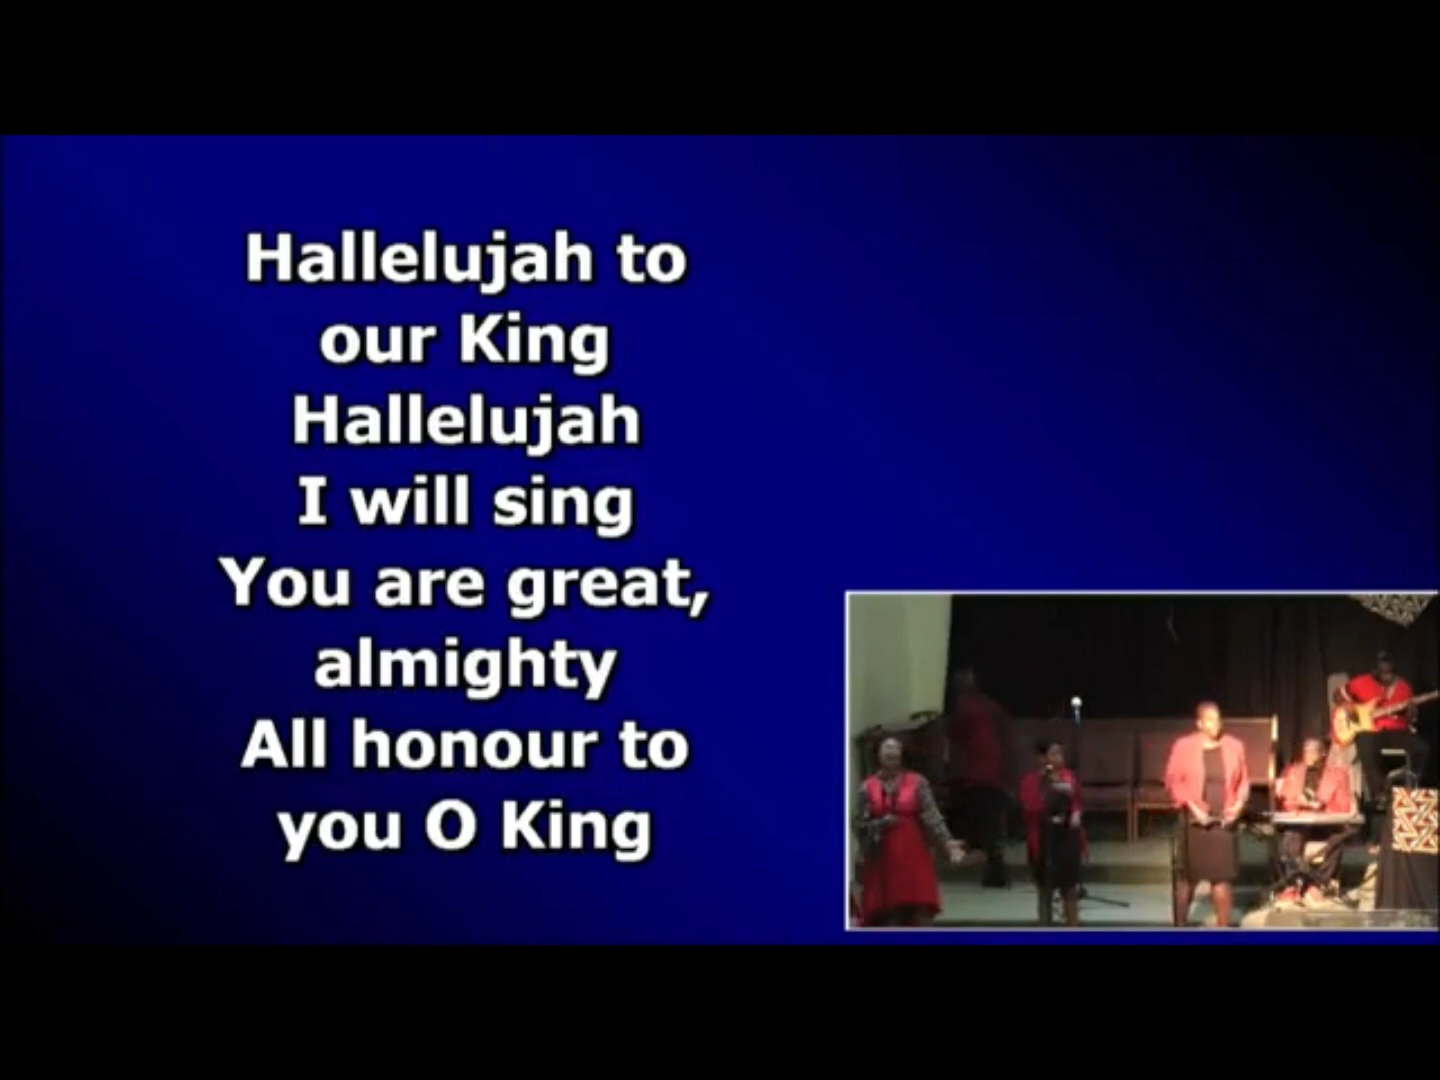 Hallelujah to
our King
Hallelujah
I will sing
You are great,
almighty
All honour to
you O King